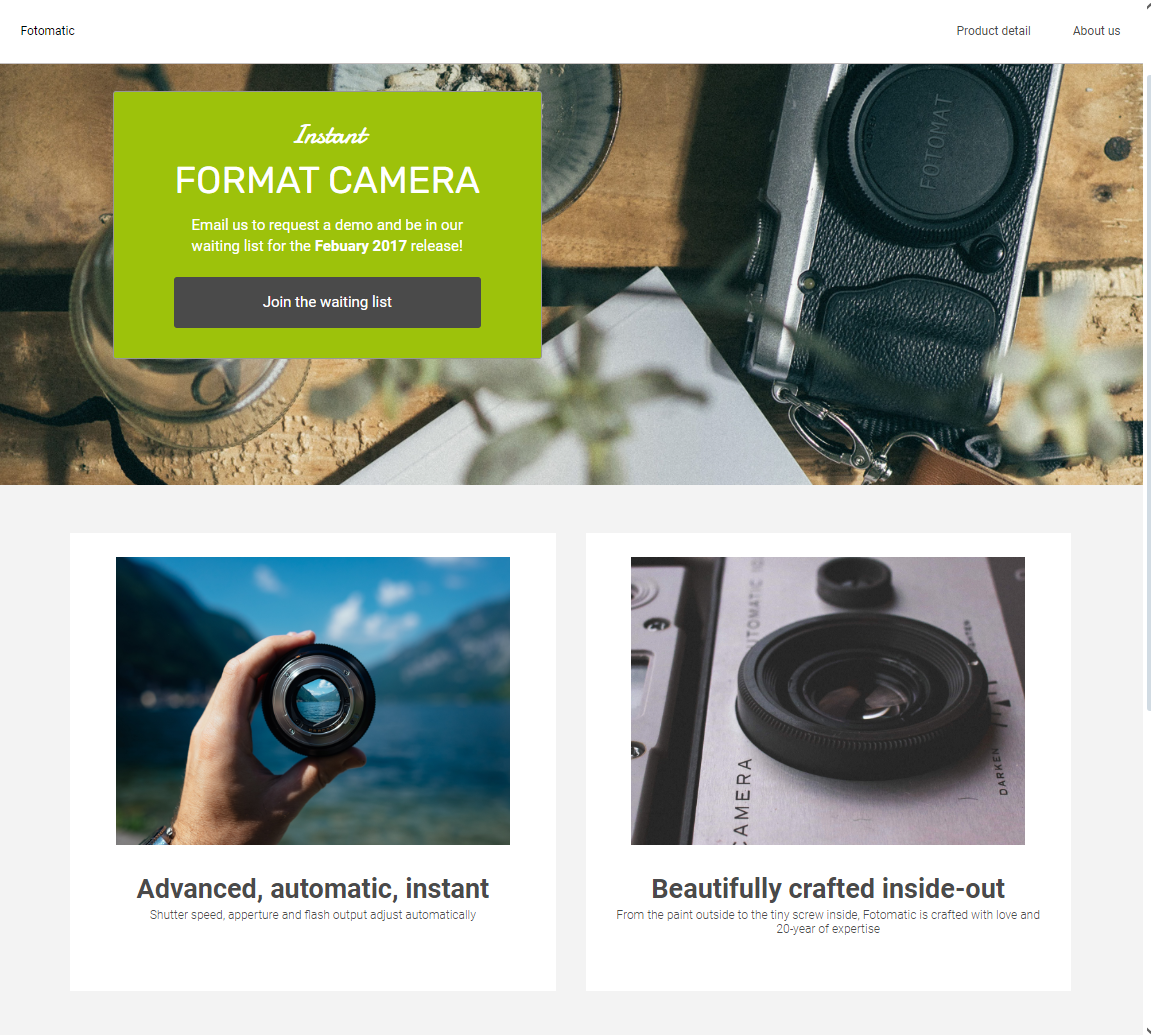 Fotomatic
Product detail
About us
Instant
FORMAT CAMERA
Email us to request a demo and be in our
waiting list for the Febuary 2017 release!
Join the waiting list
FOTOMAT
CAMERA
DARKEN
Advanced, automatic, instant
Shutter speed, apperture and flash output adjust automatically
Beautifully crafted inside-out
From the paint outside to the tiny screw inside, Fotomatic is crafted with love and
20-year of expertise